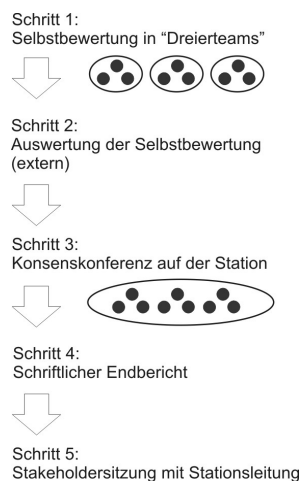 Schritt 1:
Selbstbewertung in “Dreierteams”
Schritt 2:
Auswertung der Selbstbewertung
(extern)
Schritt 3:
Konsenskonferenz auf der Station
Schritt 4:
Schriftlicher Endbericht
Schritt 5:
Stakeholdersitzung mit Stationsleitung